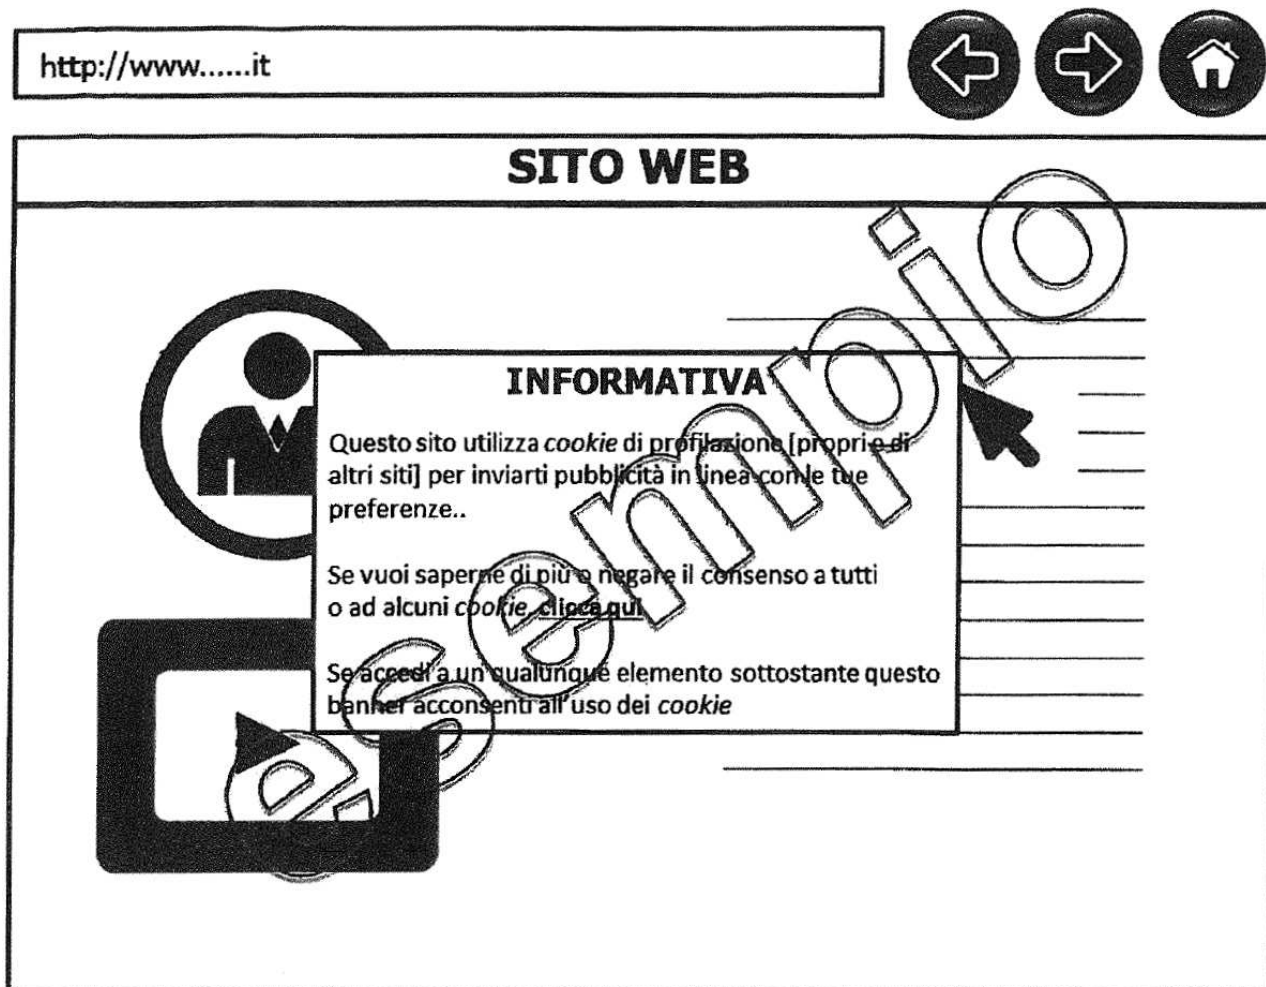 http://www......it
SITO WEB
INFORMATIVA
Questo sito utilizza cookie di profilazione [propri e di
altri siti] per inviarti pubblicità in linea con le tue
preferenze..
Se vuoi saperne di più o negare il consenso a tutti
o ad alcuni cookie, clicca qui
Se accedi a un qualunque elemento sottostante questo
banner acconsenti all'uso dei cookie
esempio